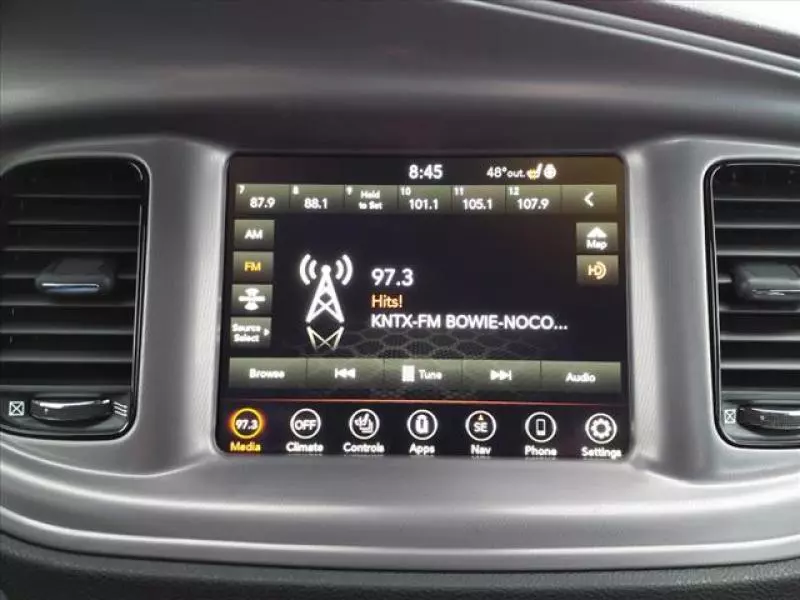 8:45 48° out.
7 8 9 Hold 10 11 12
87.9 88.1 to Set 101.1 105.1 107.9
AM
Map
FM
HD
97.3
Hits!
KNTX-FM BOWIE-NOCO...
Source
Select
Browse Tune Audio
97.3 OFF SE
Media Climate Controls Apps Nav Phone Settings